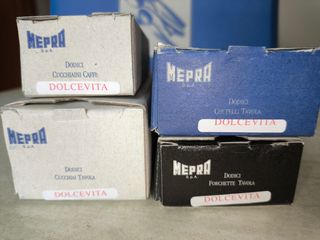 MEPRA
S.p.A.
DODICI
CUCCHIAINI CAFFÈ
DOLCEVITA
MEPRA
S.p.A.
DODICI
COLTELLI TAVOLA
DOLCEVITA
MEPRA
S.p.A.
DODICI
CUCCHIAI TAVOLA
DOLCEVITA
MEPRA
S.p.A.
DODICI
FORCHETTE TAVOLA
DOLCEVITA